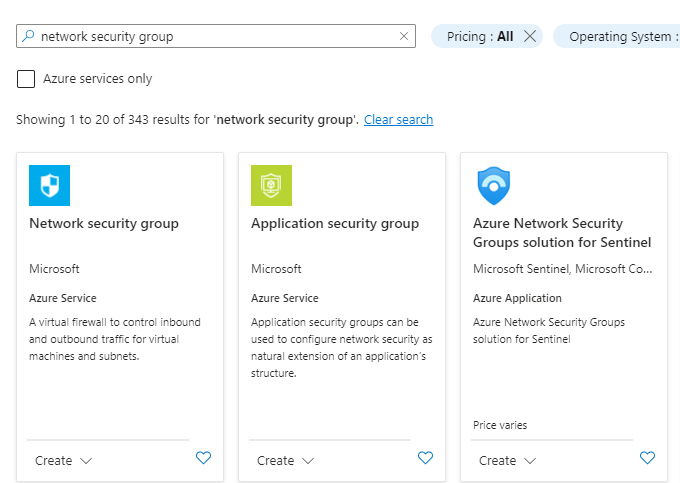 network security group
Pricing : All
Operating System :
Azure services only
Showing 1 to 20 of 343 results for 'network security group'. Clear search
Network security group
Microsoft
Azure Service
A virtual firewall to control inbound
and outbound traffic for virtual
machines and subnets.
Create
Application security group
Microsoft
Azure Service
Application security groups can be
used to configure network security as
natural extension of an application's
structure.
Create
Azure Network Security
Groups solution for Sentinel
Microsoft Sentinel, Microsoft Co...
Azure Application
Azure Network Security Groups
solution for Sentinel
Price varies
Create